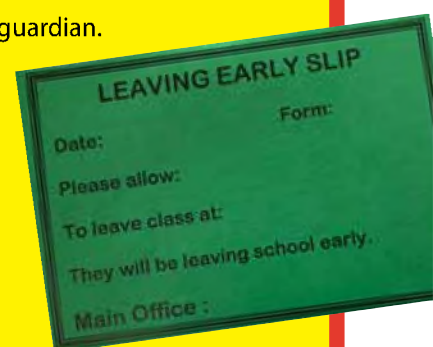 guardian.
LEAVING EARLY SLIP
Date: Form:
Please allow:
To leave class at:
They will be leaving school early.
Main Office :